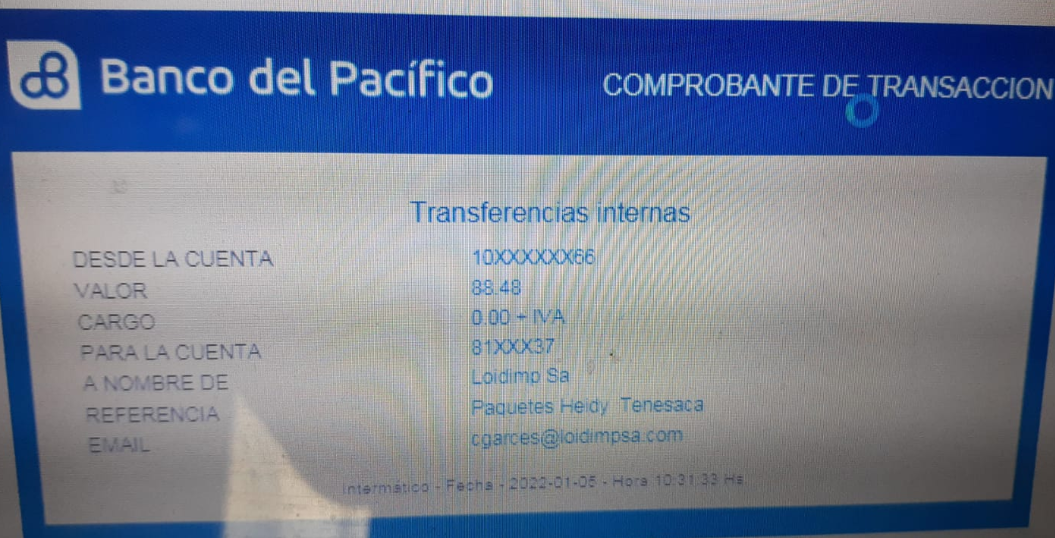 Banco del Pacífico
COMPROBANTE DE TRANSACCION
Transferencias internas
DESDE LA CUENTA 10XXXXXX66
VALOR 88.48
CARGO 0.00 + IVA
PARA LA CUENTA 81XXX37
A NOMBRE DE Loidimp Sa
REFERENCIA Paquetes Heidy Tenesaca
EMAIL cgarces@loidimpsa.com
Intermático - Fecha - 2022-01-05 - Hora 10:31:33 Hs